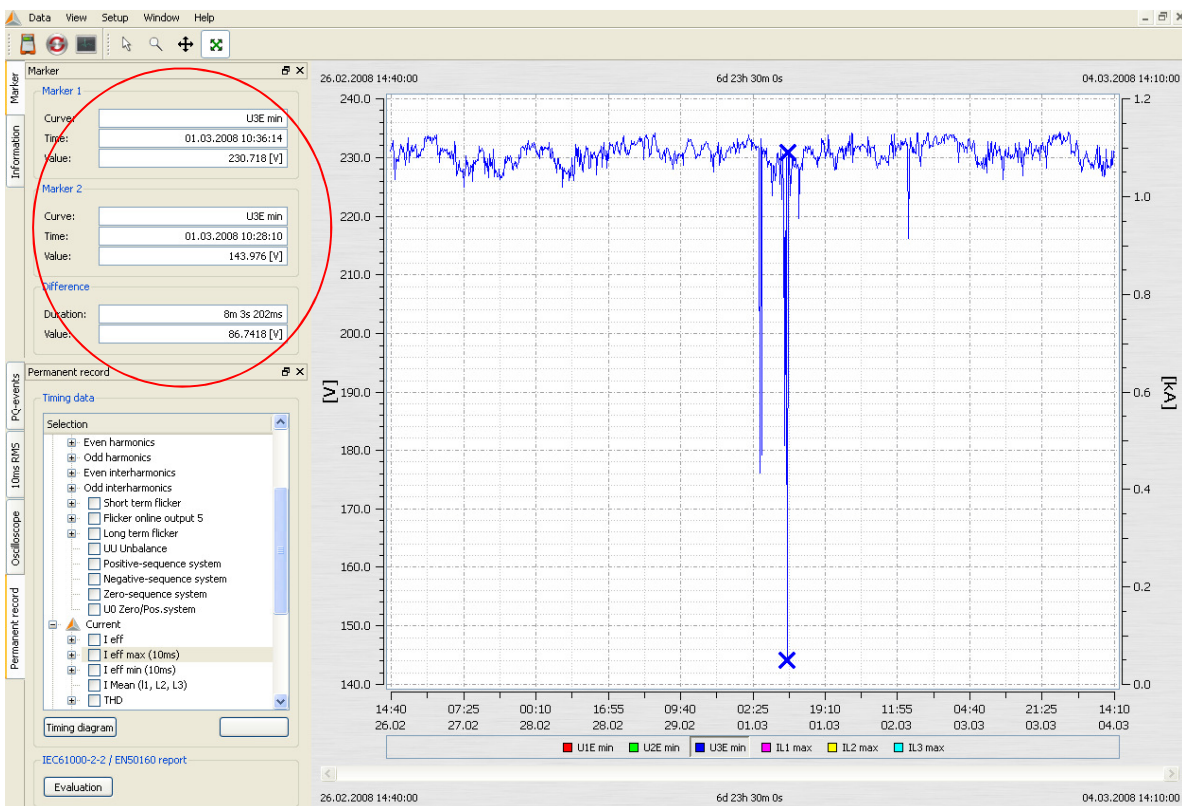 Data View Setup Window Help
Marker
Marker
Information
Marker 1
Curve: U3E min
Time: 01.03.2008 10:36:14
Value: 230.718 [V]
Marker 2
Curve: U3E min
Time: 01.03.2008 10:28:10
Value: 143.976 [V]
Difference
Duration: 8m 3s 202ms
Value: 86.7418 [V]
PQ-events
10ms RMS
Oscilloscope
Permanent record
Permanent record
Timing data
Selection
Even harmonics
Odd harmonics
Even interharmonics
Odd interharmonics
Short term flicker
Flicker online output 5
Long term flicker
UU Unbalance
Positive-sequence system
Negative-sequence system
Zero-sequence system
U0 Zero/Pos.system
Current
I eff
I eff max (10ms)
I eff min (10ms)
I Mean (l1, L2, L3)
THD
Timing diagram
IEC61000-2-2 / EN50160 report
Evaluation
26.02.2008 14:40:00 6d 23h 30m 0s 04.03.2008 14:10:00
240.0
230.0
220.0
210.0
200.0
190.0
180.0
170.0
160.0
150.0
140.0
[V]
1.2
1.0
0.8
0.6
0.4
0.2
0.0
[kA]
14:40 07:25 00:10 16:55 09:40 02:25 19:10 11:55 04:40 21:25 14:10
26.02 27.02 28.02 28.02 29.02 01.03 01.03 02.03 03.03 03.03 04.03
U1E min U2E min U3E min IL1 max IL2 max IL3 max
26.02.2008 14:40:00 6d 23h 30m 0s 04.03.2008 14:10:00